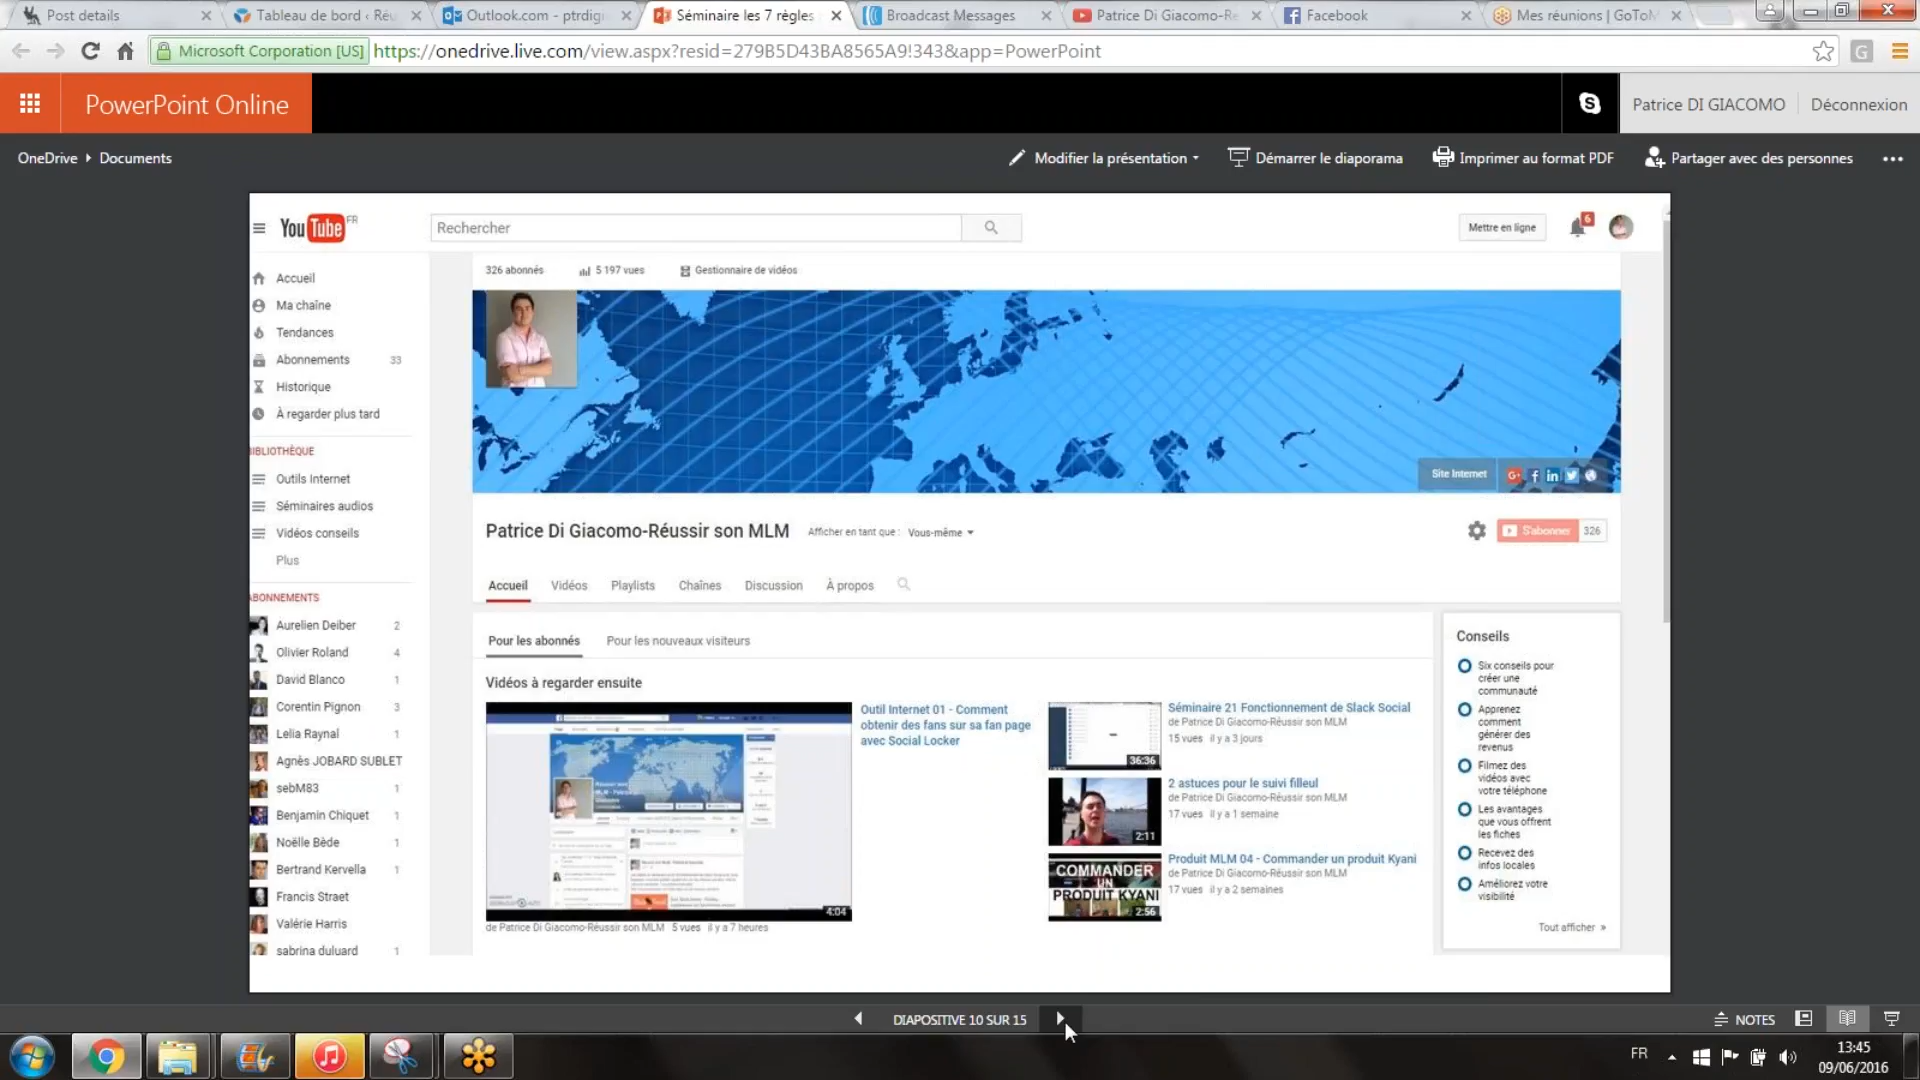 Post details
Tableau de bord ‹ Réu
Outlook.com - ptrdigi
Séminaire les 7 règles
Broadcast Messages
Patrice Di Giacomo-Re
Facebook
Mes réunions | GoToM
Microsoft Corporation [US]
https://onedrive.live.com/view.aspx?resid=279B5D43BA8565A9!343&app=PowerPoint
PowerPoint Online
Patrice DI GIACOMO
Déconnexion
OneDrive
Documents
Modifier la présentation
Démarrer le diaporama
Imprimer au format PDF
Partager avec des personnes
YouTube FR
Rechercher
Mettre en ligne
6
Accueil
Ma chaîne
Tendances
Abonnements 33
Historique
À regarder plus tard
IBLIOTHÈQUE
Outils Internet
Séminaires audios
Vidéos conseils
Plus
ABONNEMENTS
Aurelien Deiber 2
Olivier Roland 4
David Blanco 1
Corentin Pignon 3
Lelia Raynal 1
Agnès JOBARD SUBLET
sebM83 1
Benjamin Chiquet 1
Noëlle Bède 1
Bertrand Kervella 1
Francis Straet
Valérie Harris
sabrina duluard 1
326 abonnés
5 197 vues
Gestionnaire de vidéos
Site Internet
Patrice Di Giacomo-Réussir son MLM
Afficher en tant que : Vous-même
S'abonner 326
Accueil
Vidéos
Playlists
Chaînes
Discussion
À propos
Pour les abonnés
Pour les nouveaux visiteurs
Vidéos à regarder ensuite
4:04
de Patrice Di Giacomo-Réussir son MLM 5 vues il y a 7 heures
Outil Internet 01 - Comment
obtenir des fans sur sa fan page
avec Social Locker
36:36
Séminaire 21 Fonctionnement de Slack Social
de Patrice Di Giacomo-Réussir son MLM
15 vues il y a 3 jours
2:11
2 astuces pour le suivi filleul
de Patrice Di Giacomo-Réussir son MLM
17 vues il y a 1 semaine
COMMANDER
UN
PRODUIT KYANI
2:56
Produit MLM 04 - Commander un produit Kyani
de Patrice Di Giacomo-Réussir son MLM
17 vues il y a 2 semaines
Conseils
Six conseils pour
créer une
communauté
Apprenez
comment
générer des
revenus
Filmez des
vidéos avec
votre téléphone
Les avantages
que vous offrent
les fiches
Recevez des
infos locales
Améliorez votre
visibilité
Tout afficher »
DIAPOSITIVE 10 SUR 15
NOTES
FR
13:45
09/06/2016